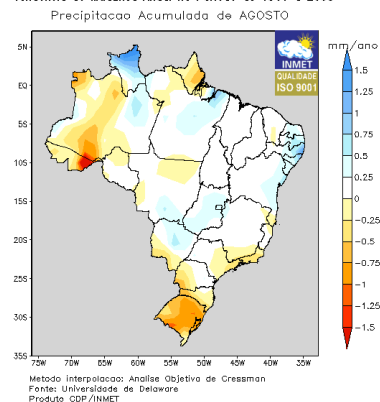 Precipitacao Acumulada de AGOSTO
mm/ano
INMET
QUALIDADE
ISO 9001
5N
EQ
5S
10S
15S
20S
25S
30S
35S
75W 70W 65W 60W 55W 50W 45W 40W 35W
1.5
1.25
1
0.75
0.5
0.25
0
−0.25
−0.5
−0.75
−1
−1.25
−1.5
Metodo interpolacao: Analise Objetiva de Cressman
Fonte: Universidade de Delaware
Produto CDP/INMET